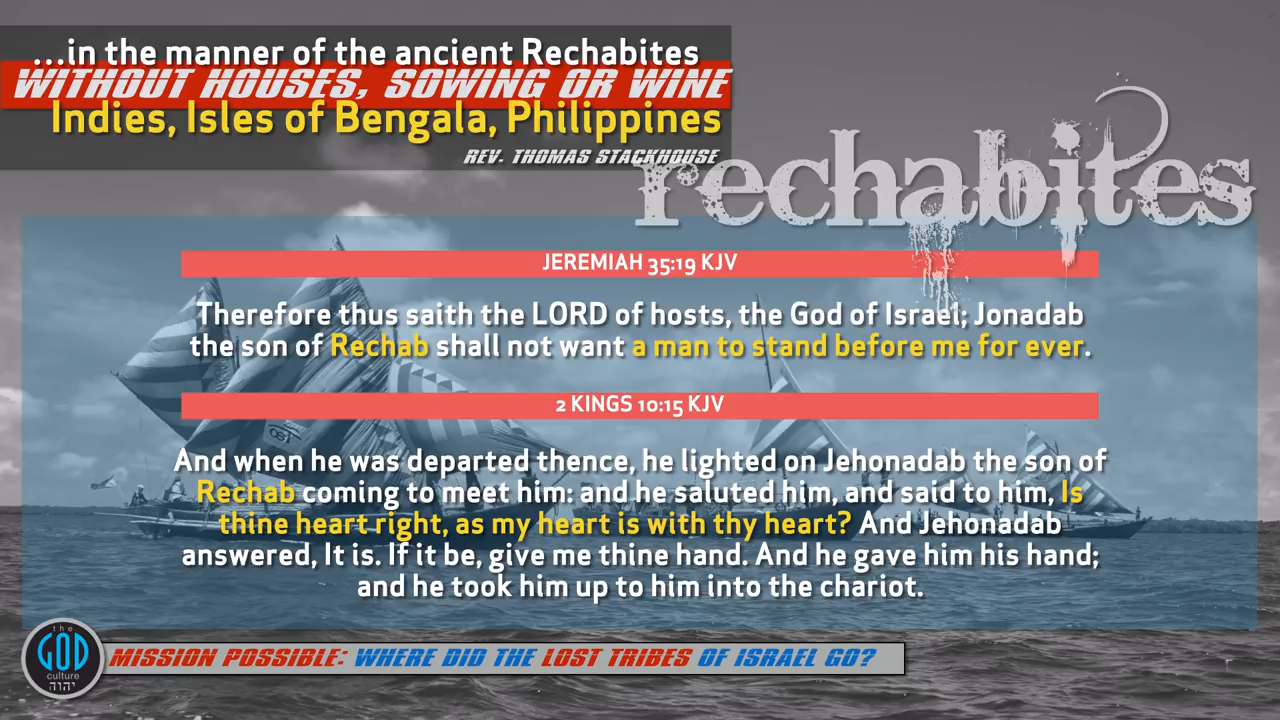 ...in the manner of the ancient Rechabites
WITHOUT HOUSES, SOWING OR WINE
Indies, Isles of Bengala, Philippines
REV. THOMAS STACKHOUSE
rechabites
JEREMIAH 35:19 KJV
Therefore thus saith the LORD of hosts, the God of Israel; Jonadab
the son of Rechab shall not want a man to stand before me for ever.
2 KINGS 10:15 KJV
And when he was departed thence, he lighted on Jehonadab the son of
Rechab coming to meet him: and he saluted him, and said to him, Is
thine heart right, as my heart is with thy heart? And Jehonadab
answered, It is. If it be, give me thine hand. And he gave him his hand;
and he took him up to him into the chariot.
the
GOD
culture
יהוה
MISSION POSSIBLE: WHERE DID THE LOST TRIBES OF ISRAEL GO?